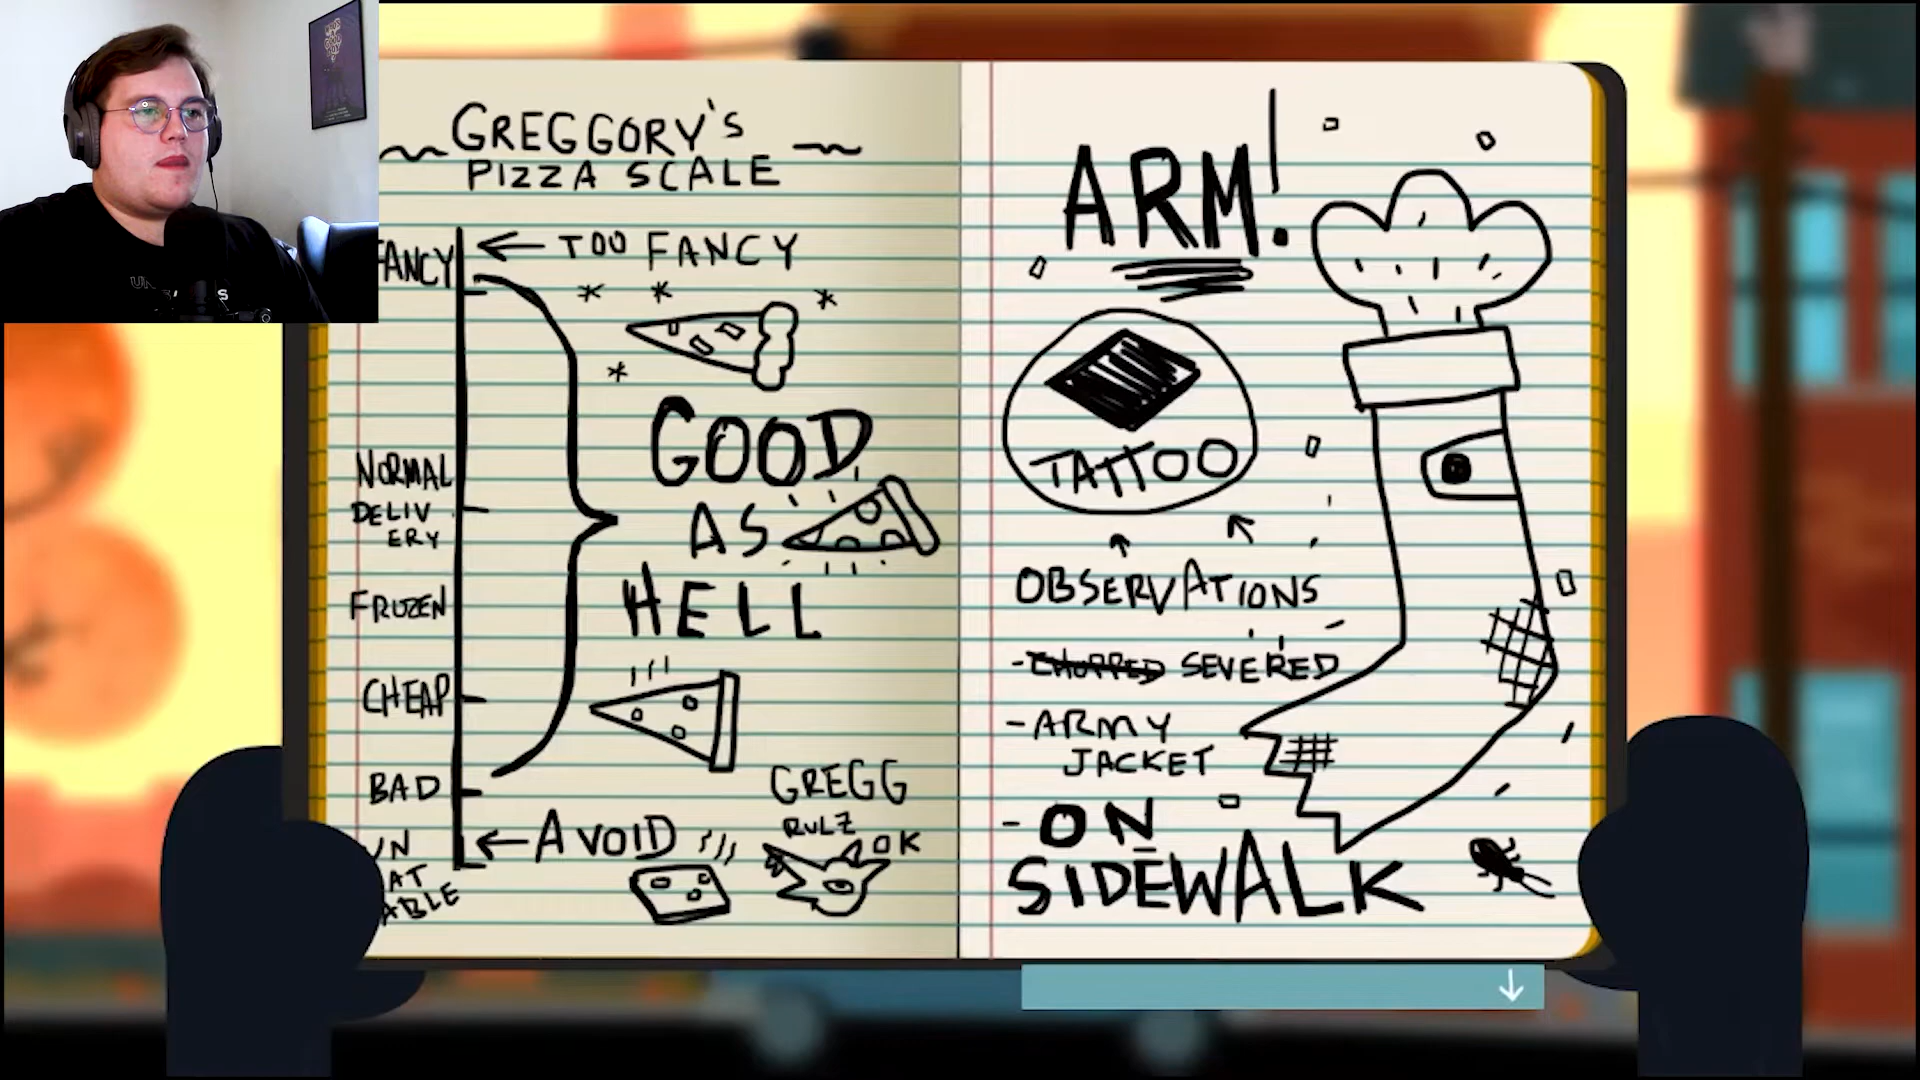 GREGGORY'S
PIZZA SCALE
FANCY
← TOO FANCY
NORMAL
DELIV
ERY
FROZEN
CHEAP
BAD
GOOD
AS
HELL
← AVOID
GREGG
RULZ
OK
ARM!
TATTOO
OBSERVATIONS
- CHOPPED SEVERED
- ARMY
JACKET
- ON
SIDEWALK